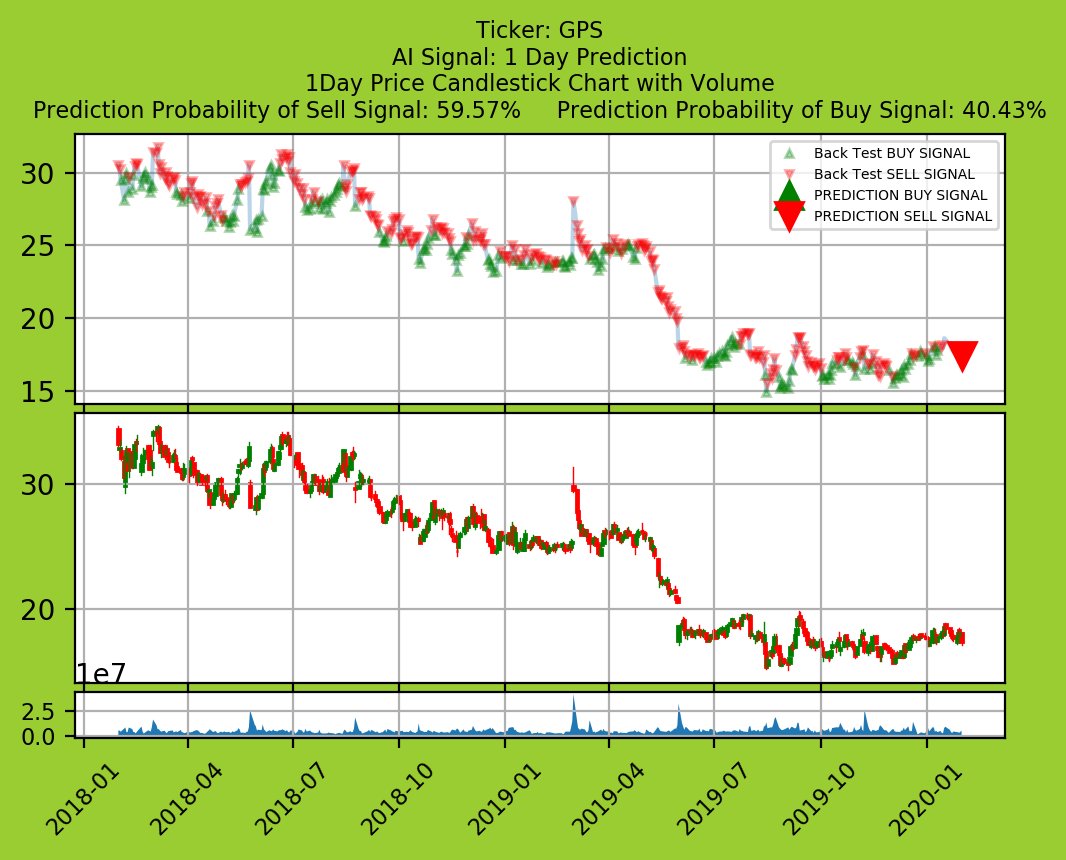 Ticker: GPS
AI Signal: 1 Day Prediction
1Day Price Candlestick Chart with Volume
Prediction Probability of Sell Signal: 59.57% Prediction Probability of Buy Signal: 40.43%
Back Test BUY SIGNAL
Back Test SELL SIGNAL
PREDICTION BUY SIGNAL
PREDICTION SELL SIGNAL
30
25
20
15
30
20
1e7
2.5
0.0
2018-01 2018-04 2018-07 2018-10 2019-01 2019-04 2019-07 2019-10 2020-01